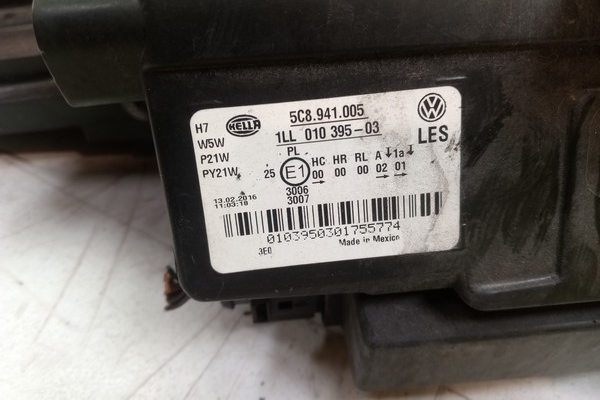 H7
W5W
P21W
PY21W
HELLA
5C8.941.005
1LL 010 395-03
PL
LES
25 E1
HC HR RL A 1a
00 00 00 02 01
3006
3007
13.02.2016
11:03:18
0103950301755774
3E0
Made in Mexico